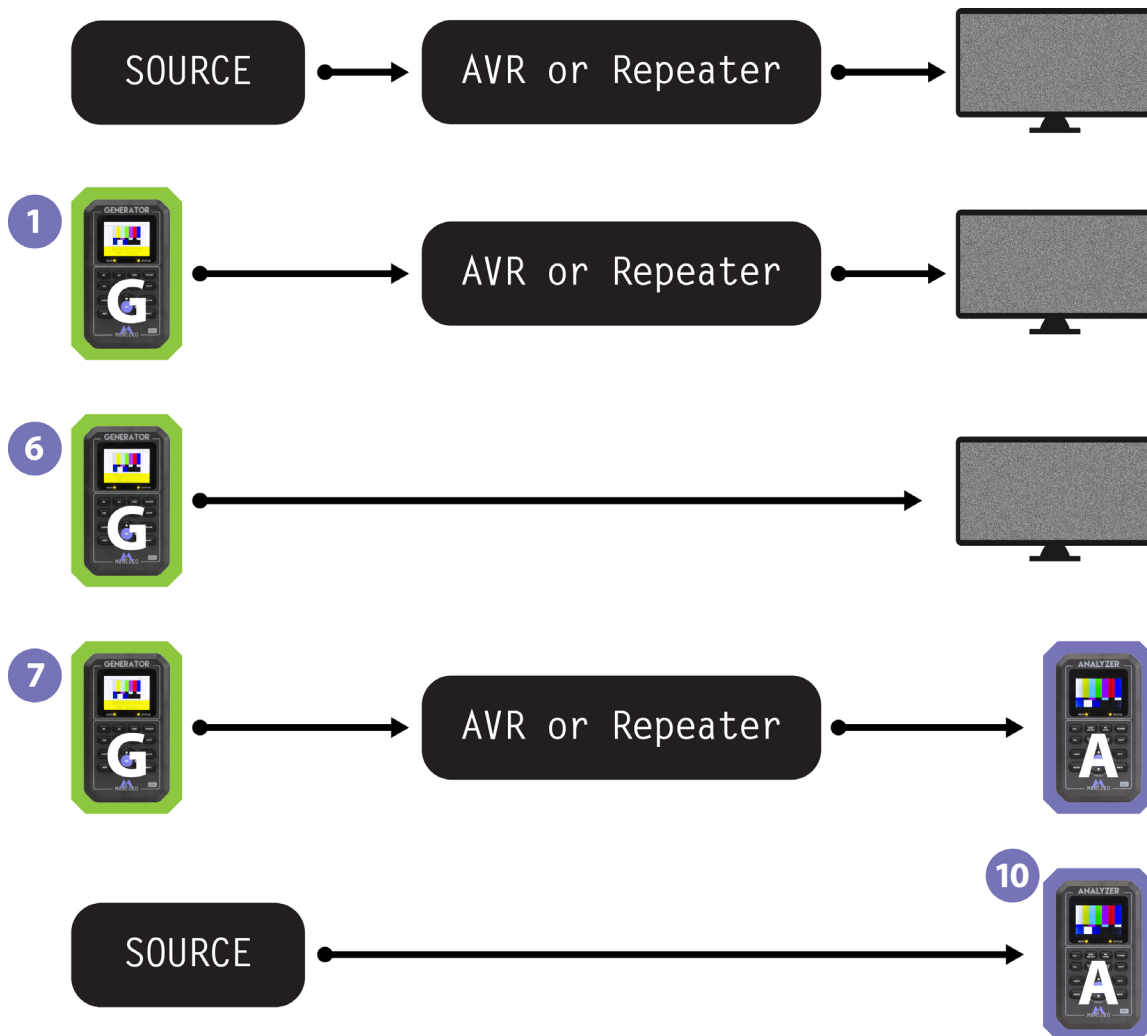 SOURCE
AVR or Repeater
1
GENERATOR
G
AVR or Repeater
6
GENERATOR
G
7
GENERATOR
G
AVR or Repeater
ANALYZER
A
10
SOURCE
ANALYZER
A